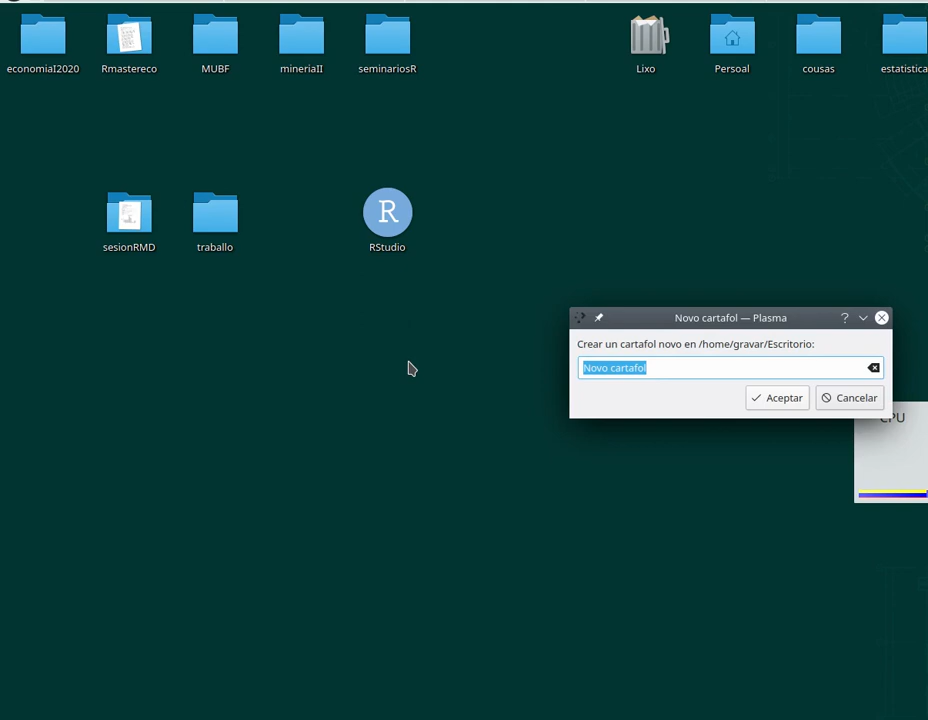 economiaI2020 Rmastereco MUBF mineriaII seminariosR Lixo Persoal cousas estatistica
sesionRMD traballo RStudio
Novo cartafol — Plasma
Crear un cartafol novo en /home/gravar/Escritorio:
Novo cartafol
Aceptar Cancelar
CPU